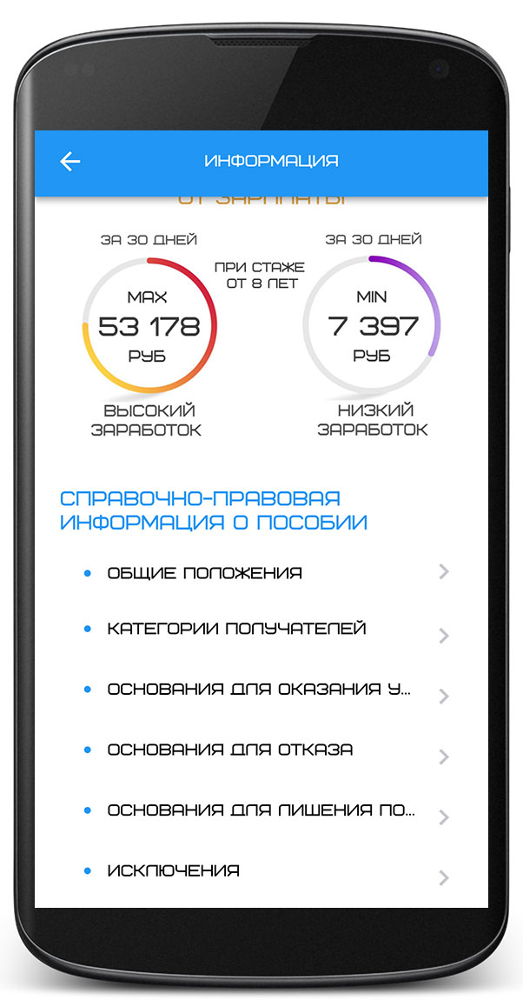 ИНФОРМАЦИЯ
ОТ ЗАРПЛАТЫ
ЗА 30 ДНЕЙ
MAX
53 178
РУБ
ВЫСОКИЙ
ЗАРАБОТОК
ПРИ СТАЖЕ
ОТ 8 ЛЕТ
ЗА 30 ДНЕЙ
MIN
7 397
РУБ
НИЗКИЙ
ЗАРАБОТОК
СПРАВОЧНО-ПРАВОВАЯ
ИНФОРМАЦИЯ О ПОСОБИИ
ОБЩИЕ ПОЛОЖЕНИЯ
КАТЕГОРИИ ПОЛУЧАТЕЛЕЙ
ОСНОВАНИЯ ДЛЯ ОКАЗАНИЯ У...
ОСНОВАНИЯ ДЛЯ ОТКАЗА
ОСНОВАНИЯ ДЛЯ ЛИШЕНИЯ ПО...
ИСКЛЮЧЕНИЯ